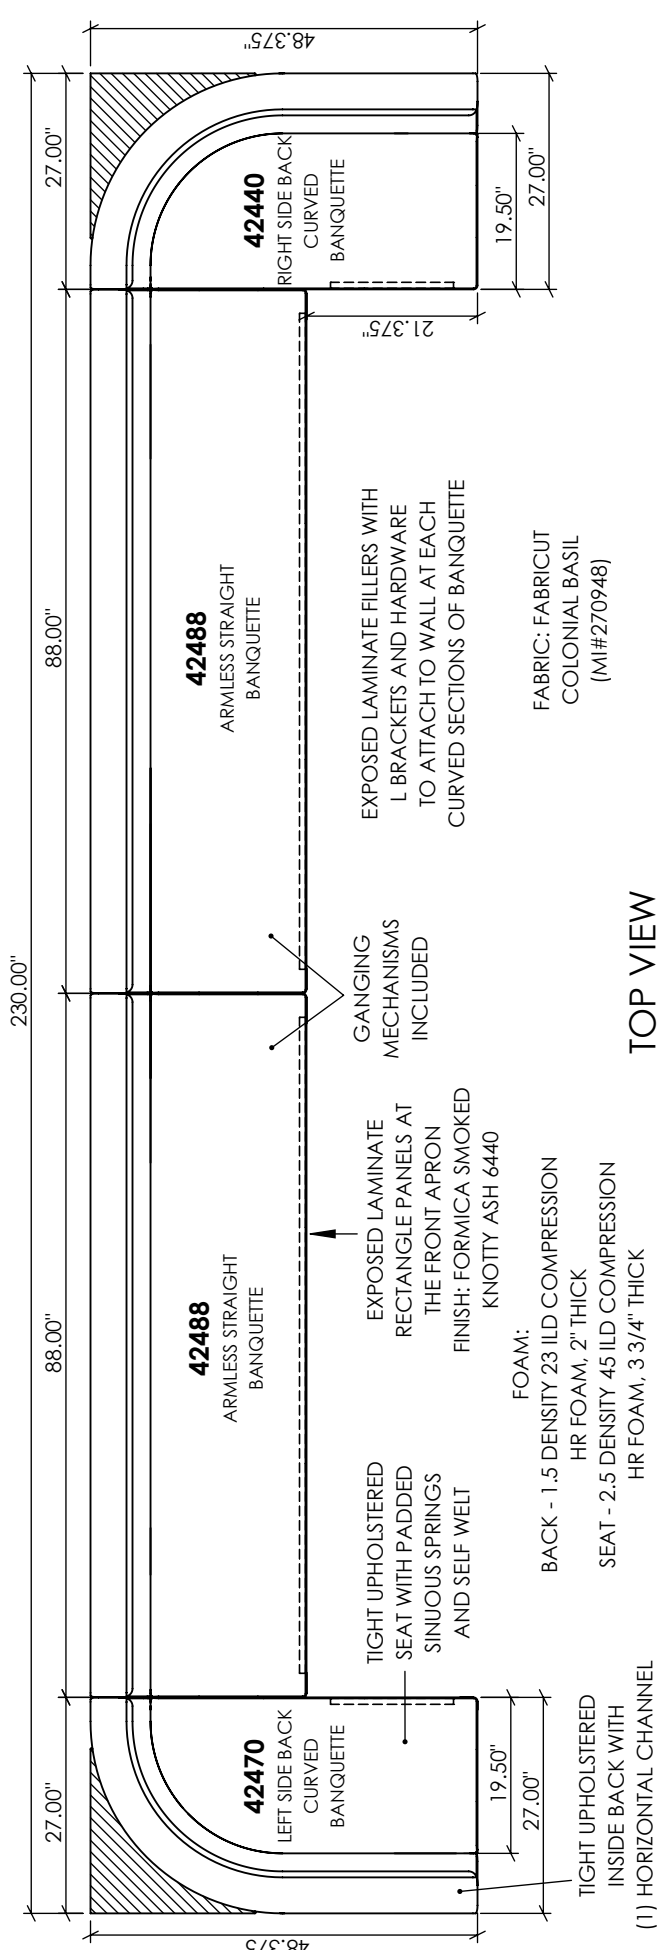 230.00"
27.00"
88.00"
88.00"
27.00"
48.375"
48.375"
42470
LEFT SIDE BACK
CURVED
BANQUETTE
42488
ARMLESS STRAIGHT
BANQUETTE
42488
ARMLESS STRAIGHT
BANQUETTE
42440
RIGHT SIDE BACK
CURVED
BANQUETTE
21.375"
19.50"
27.00"
19.50"
27.00"
TIGHT UPHOLSTERED
SEAT WITH PADDED
SINUOUS SPRINGS
AND SELF WELT
EXPOSED LAMINATE
RECTANGLE PANELS AT
THE FRONT APRON
FINISH: FORMICA SMOKED
KNOTTY ASH 6440
GANGING
MECHANISMS
INCLUDED
EXPOSED LAMINATE FILLERS WITH
L BRACKETS AND HARDWARE
TO ATTACH TO WALL AT EACH
CURVED SECTIONS OF BANQUETTE
TIGHT UPHOLSTERED
INSIDE BACK WITH
(1) HORIZONTAL CHANNEL
FOAM:
BACK - 1.5 DENSITY 23 ILD COMPRESSION
HR FOAM, 2" THICK
SEAT - 2.5 DENSITY 45 ILD COMPRESSION
HR FOAM, 3 3/4" THICK
FABRIC: FABRICUT
COLONIAL BASIL
(MI#270948)
TOP VIEW